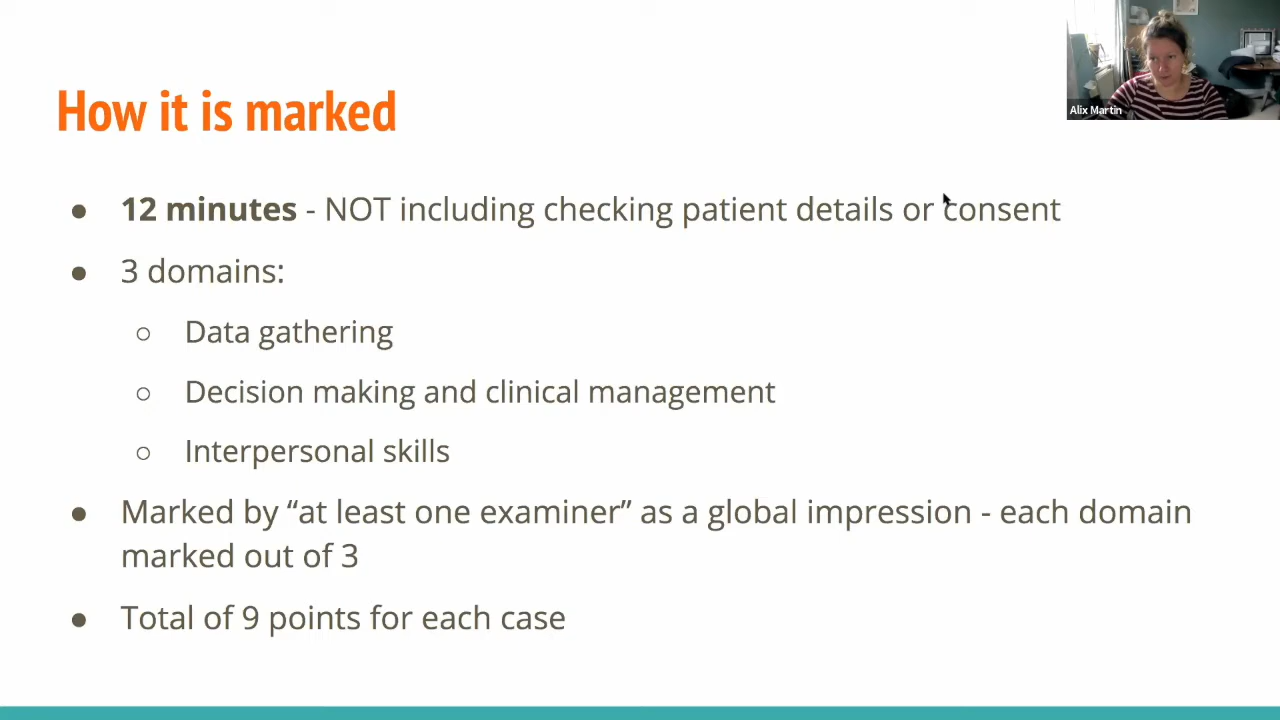 How it is marked
Alix Martin
● 12 minutes - NOT including checking patient details or consent
● 3 domains:
○ Data gathering
○ Decision making and clinical management
○ Interpersonal skills
● Marked by “at least one examiner” as a global impression - each domain
marked out of 3
● Total of 9 points for each case